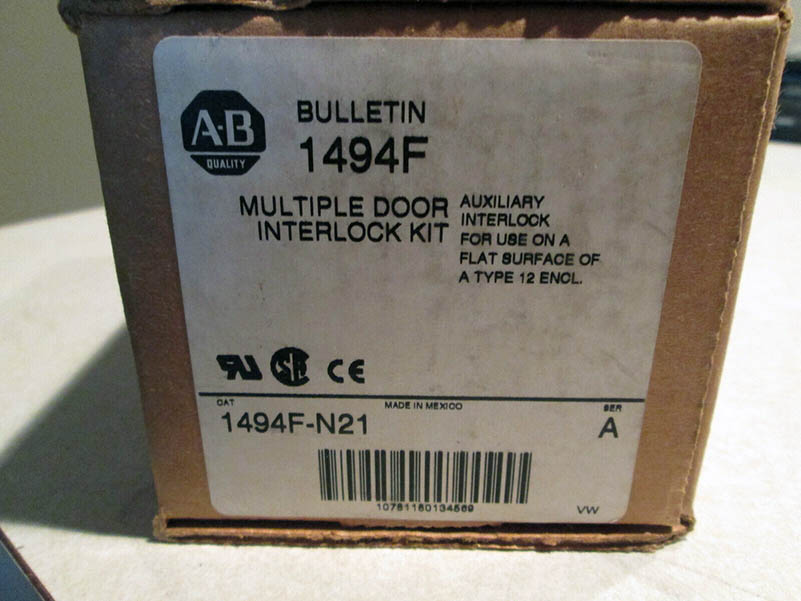 A-B
QUALITY
BULLETIN
1494F
MULTIPLE DOOR
INTERLOCK KIT
AUXILIARY
INTERLOCK
FOR USE ON A
FLAT SURFACE OF
A TYPE 12 ENCL.
CE
CAT
MADE IN MEXICO
SER
1494F-N21
A
10781180134569
VW